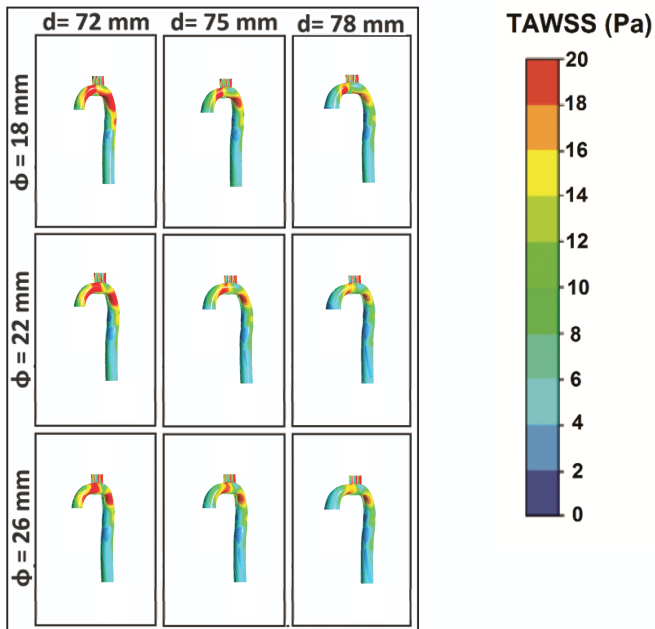 d= 72 mm d= 75 mm d= 78 mm
TAWSS (Pa)
ϕ = 18 mm
ϕ = 22 mm
ϕ = 26 mm
20
18
16
14
12
10
8
6
4
2
0